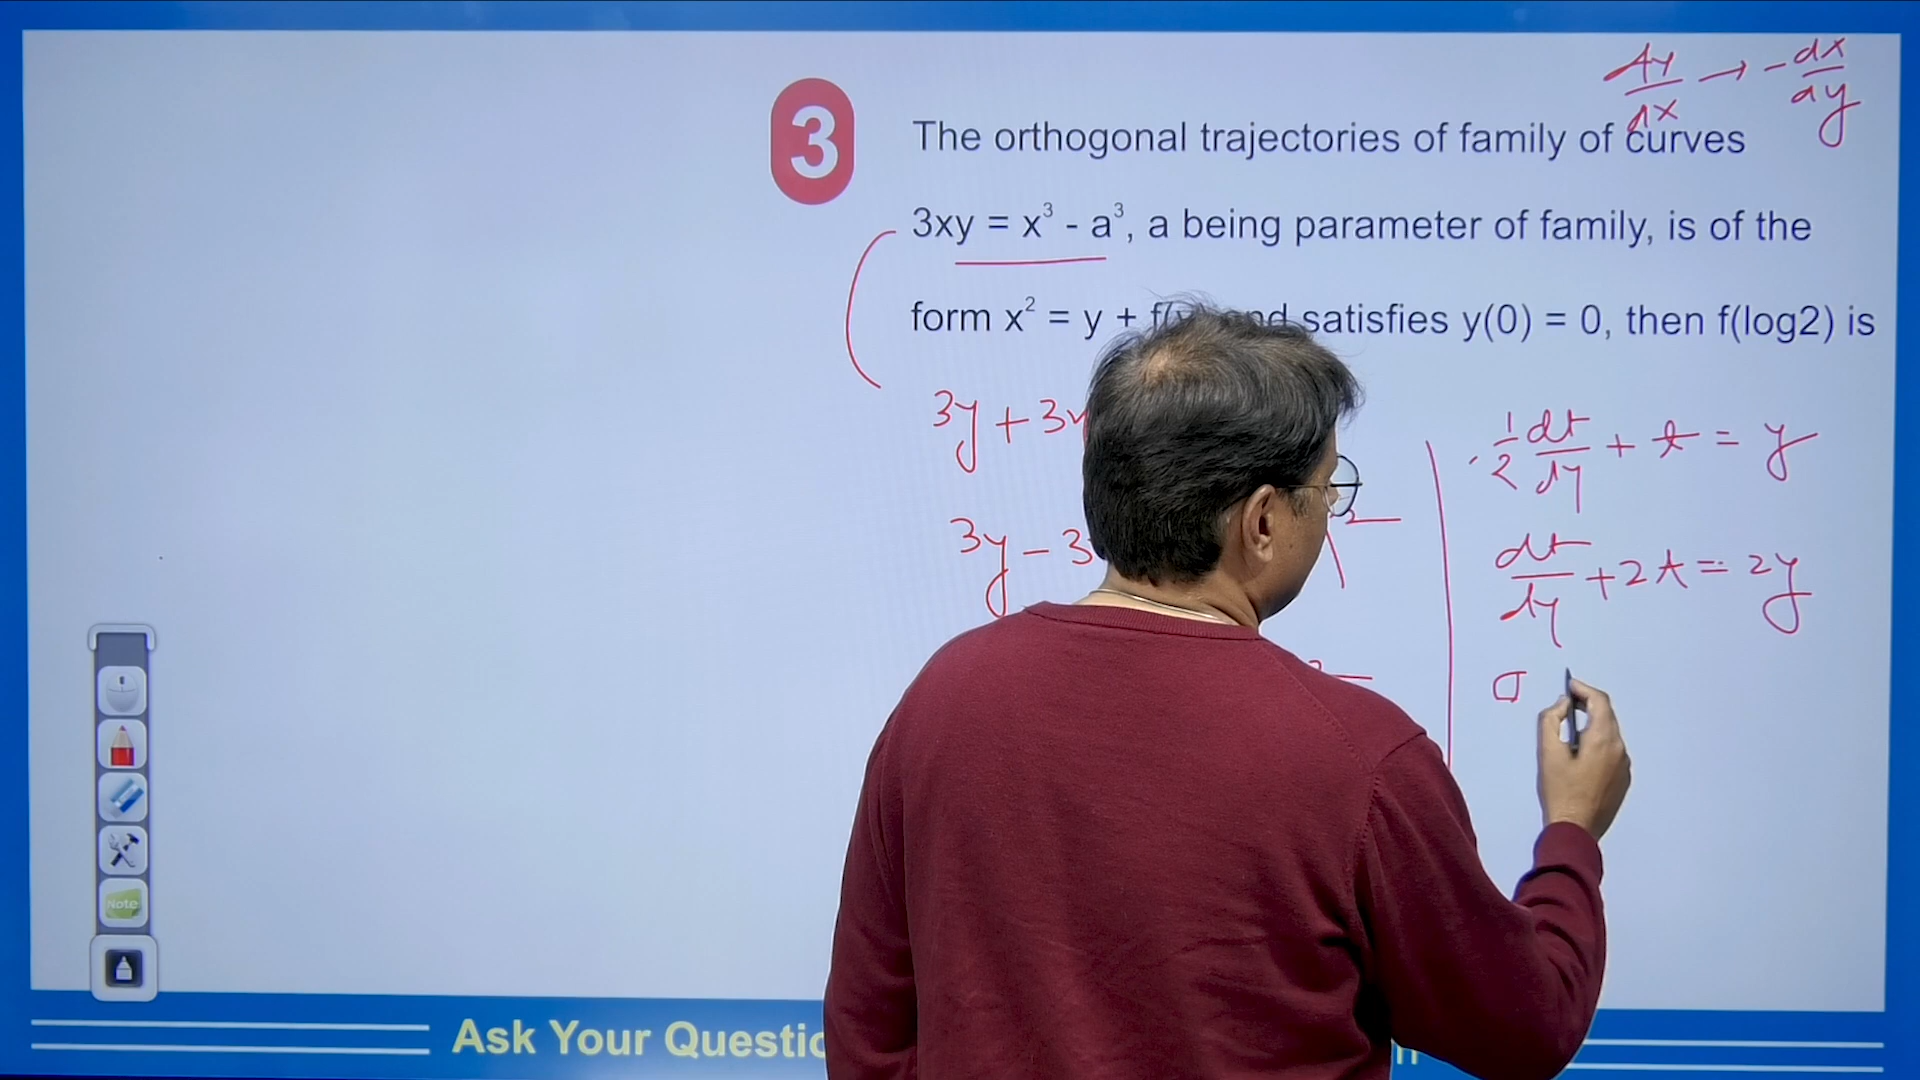 dy/dx → -dx/dy
3
The orthogonal trajectories of family of curves
3xy = x³ - a³, a being parameter of family, is of the
form x² = y + f( and satisfies y(0) = 0, then f(log2) is
3y + 3
3y - 3
2
1/2 dt/dy + t = y
dt/dy + 2t = 2y
Note
Ask Your Questio